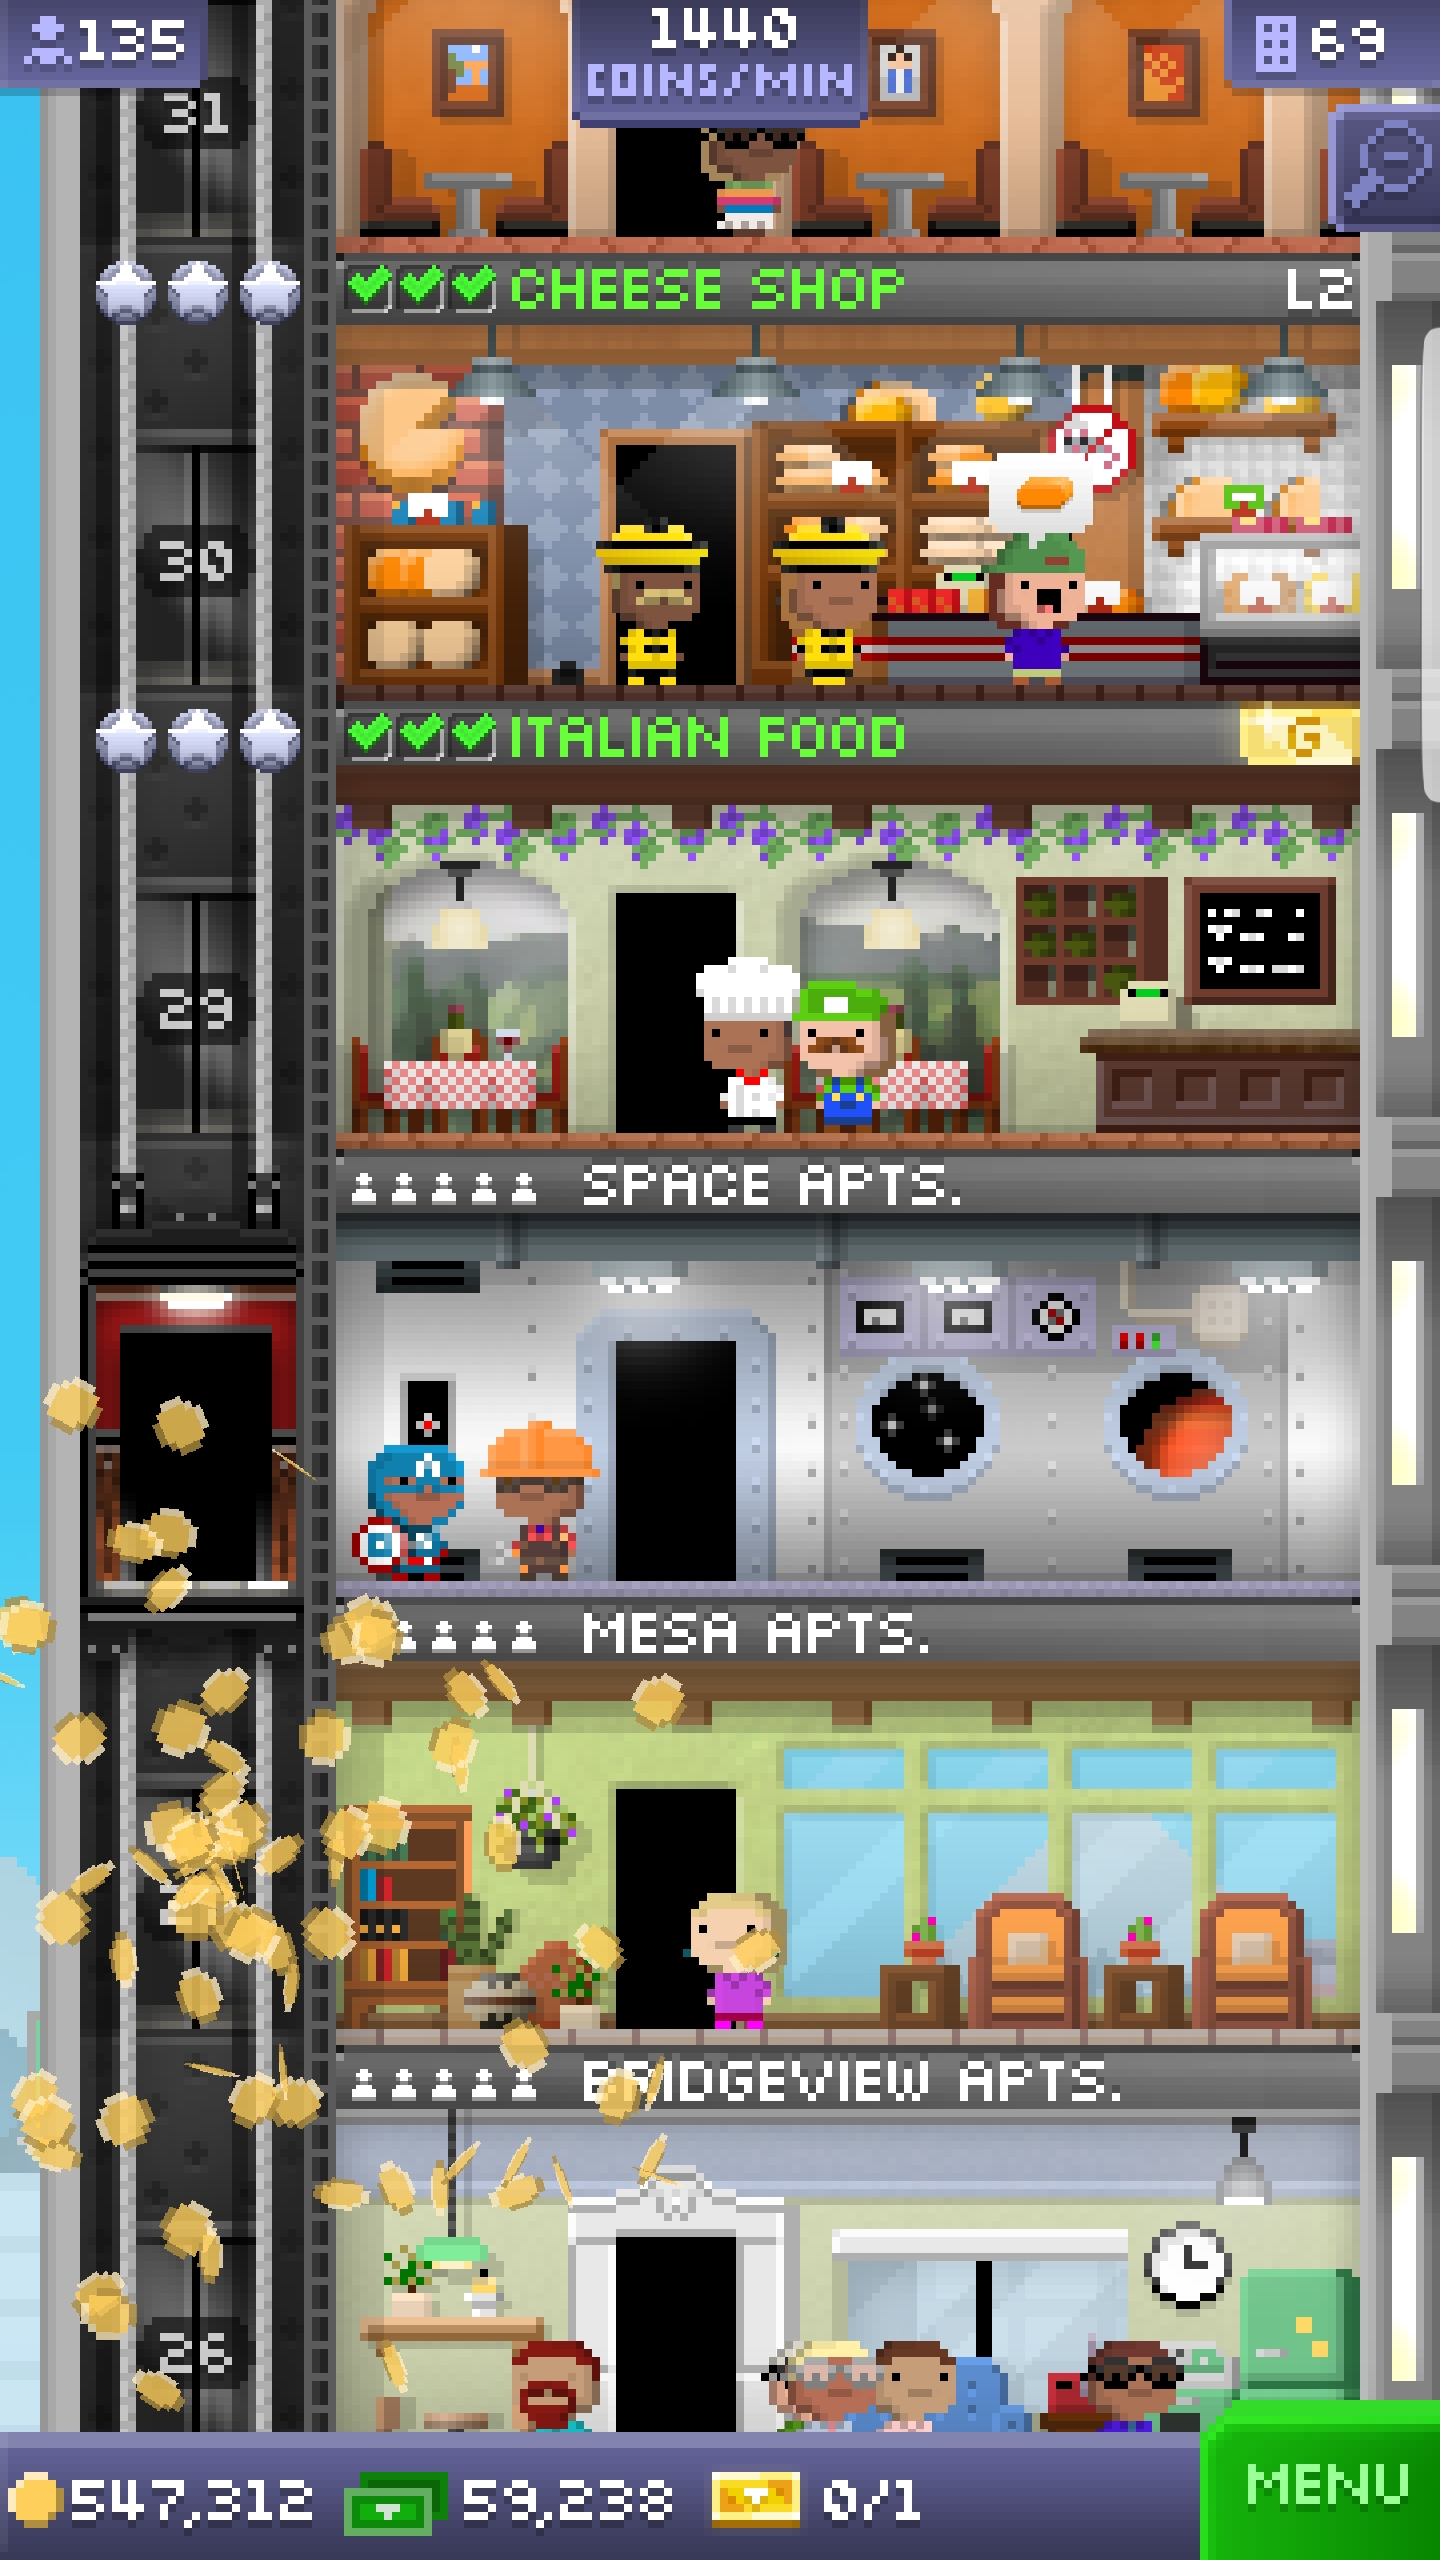 135
1440
COINS/MIN
69
31
CHEESE SHOP
L2
30
ITALIAN FOOD
G
29
SPACE APTS.
MESA APTS.
BRIDGEVIEW APTS.
26
547,312
59,238
0/1
MENU